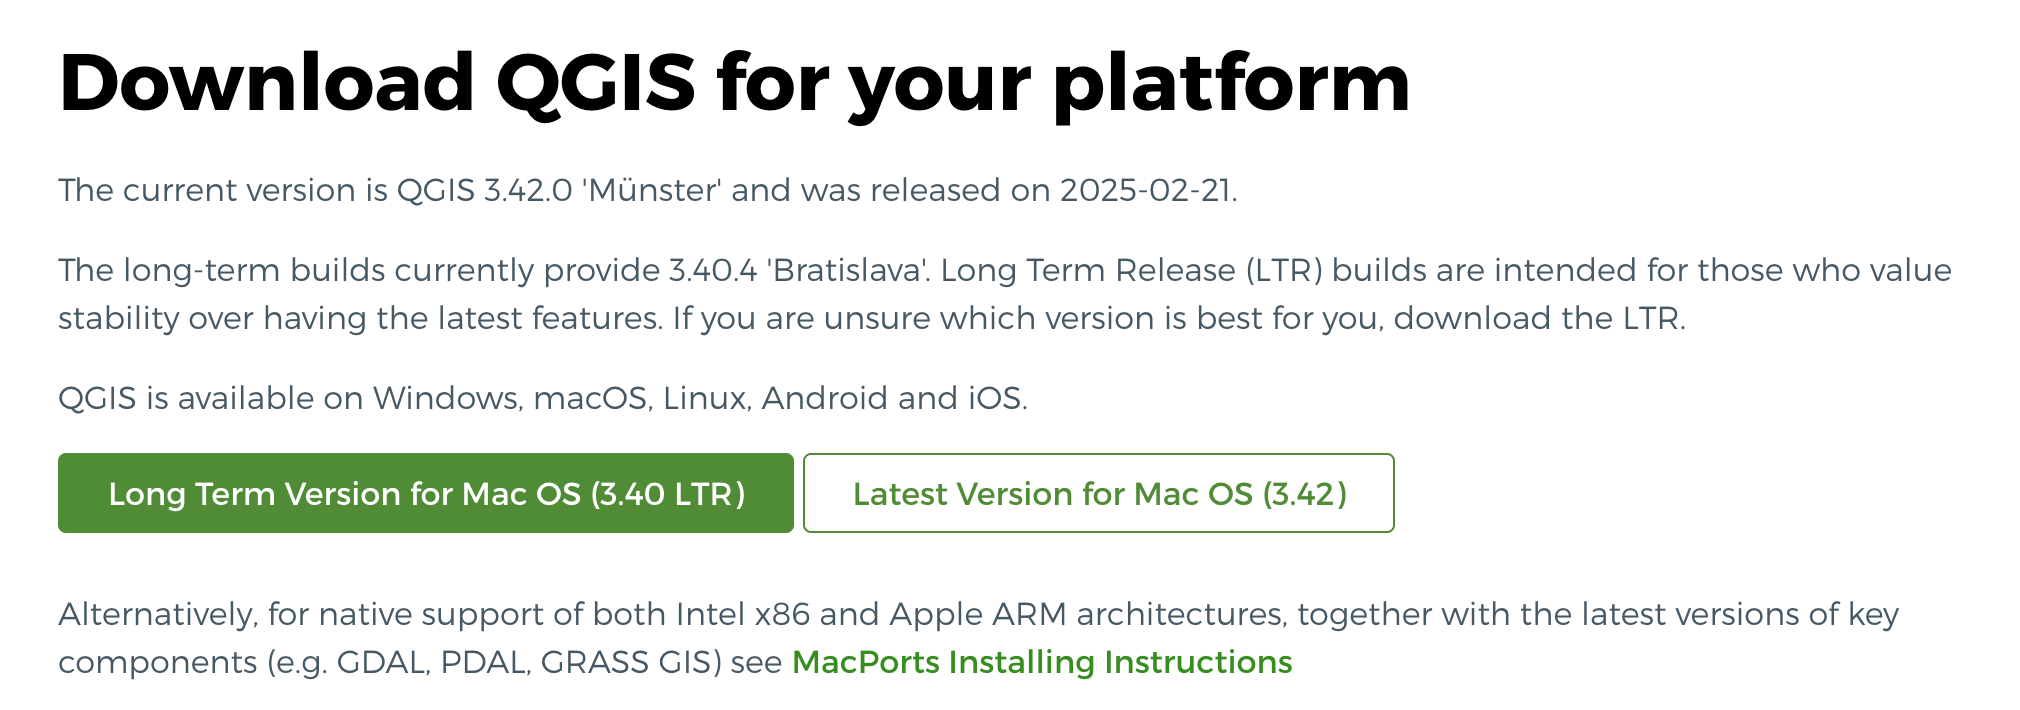 Download QGIS for your platform
The current version is QGIS 3.42.0 'Münster' and was released on 2025-02-21.
The long-term builds currently provide 3.40.4 'Bratislava'. Long Term Release (LTR) builds are intended for those who value
stability over having the latest features. If you are unsure which version is best for you, download the LTR.
QGIS is available on Windows, macOS, Linux, Android and iOS.
Long Term Version for Mac OS (3.40 LTR) Latest Version for Mac OS (3.42)
Alternatively, for native support of both Intel x86 and Apple ARM architectures, together with the latest versions of key
components (e.g. GDAL, PDAL, GRASS GIS) see MacPorts Installing Instructions